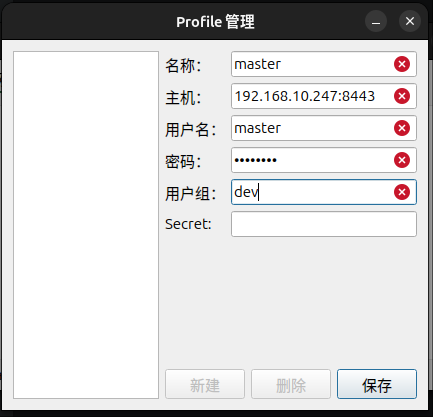 Profile 管理
名称： master
主机： 192.168.10.247:8443
用户名： master
密码： ••••••••
用户组： dev
Secret:
新建 删除 保存